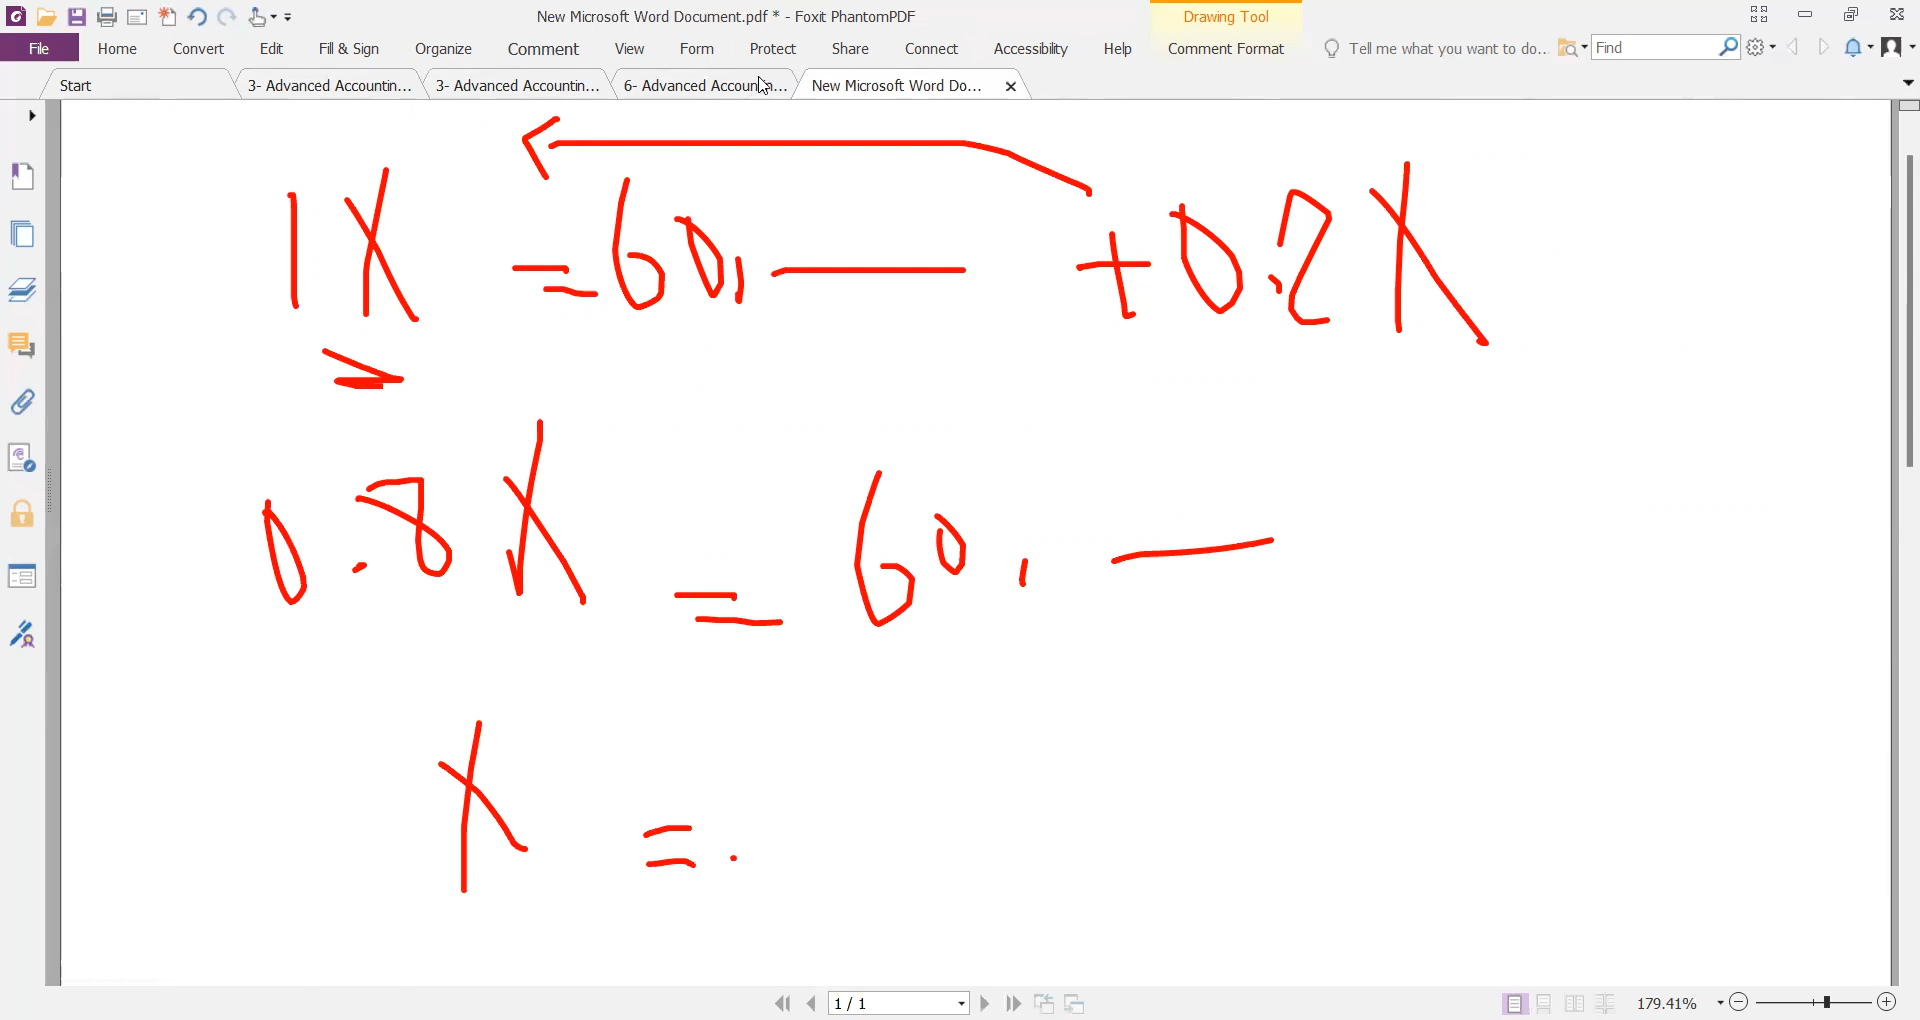 New Microsoft Word Document.pdf * - Foxit PhantomPDF
Drawing Tool
File Home Convert Edit Fill & Sign Organize Comment View Form Protect Share Connect Accessibility Help Comment Format Tell me what you want to do... Find
Start 3- Advanced Accountin... 3- Advanced Accountin... 6- Advanced Accountin... New Microsoft Word Do...
1X = 60, — + 0.2X
0.8X = 60, —
X = .
1 / 1 179.41%